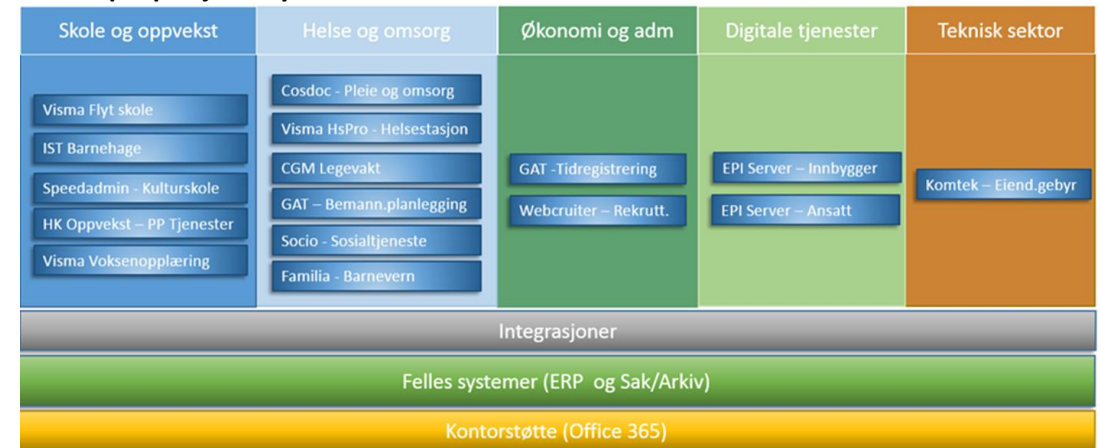 Skole og oppvekst
Helse og omsorg
Økonomi og adm
Digitale tjenester
Teknisk sektor
Visma Flyt skole
IST Barnehage
Speedadmin - Kulturskole
HK Oppvekst – PP Tjenester
Visma Voksenopplæring
Cosdoc - Pleie og omsorg
Visma HsPro - Helsestasjon
CGM Legevakt
GAT – Bemann.planlegging
Socio - Sosialtjeneste
Familia - Barnevern
GAT -Tidregistrering
Webcruiter – Rekrutt.
EPI Server – Innbygger
EPI Server – Ansatt
Komtek – Eiend.gebyr
Integrasjoner
Felles systemer (ERP og Sak/Arkiv)
Kontorstøtte (Office 365)